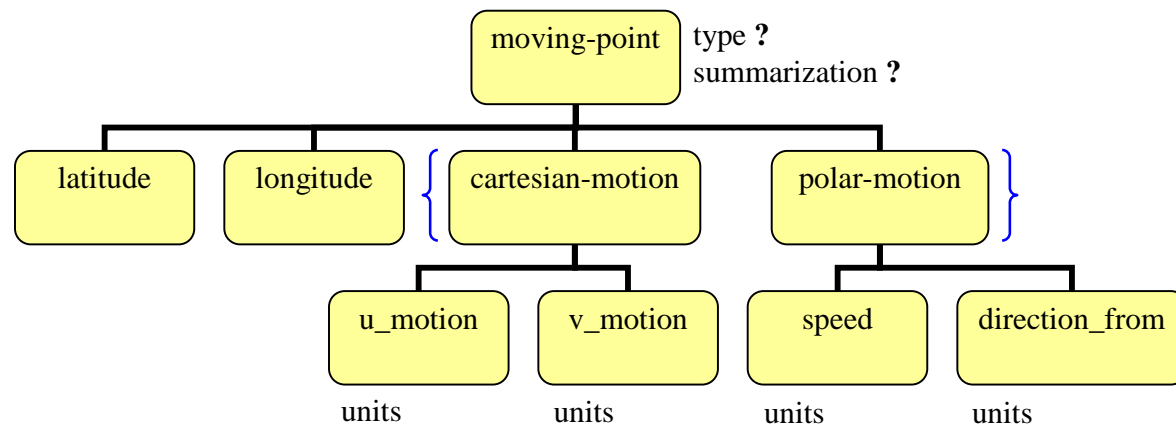 moving-point
type ?
summarization ?
latitude
longitude
cartesian-motion
polar-motion
u_motion
v_motion
speed
direction_from
units
units
units
units